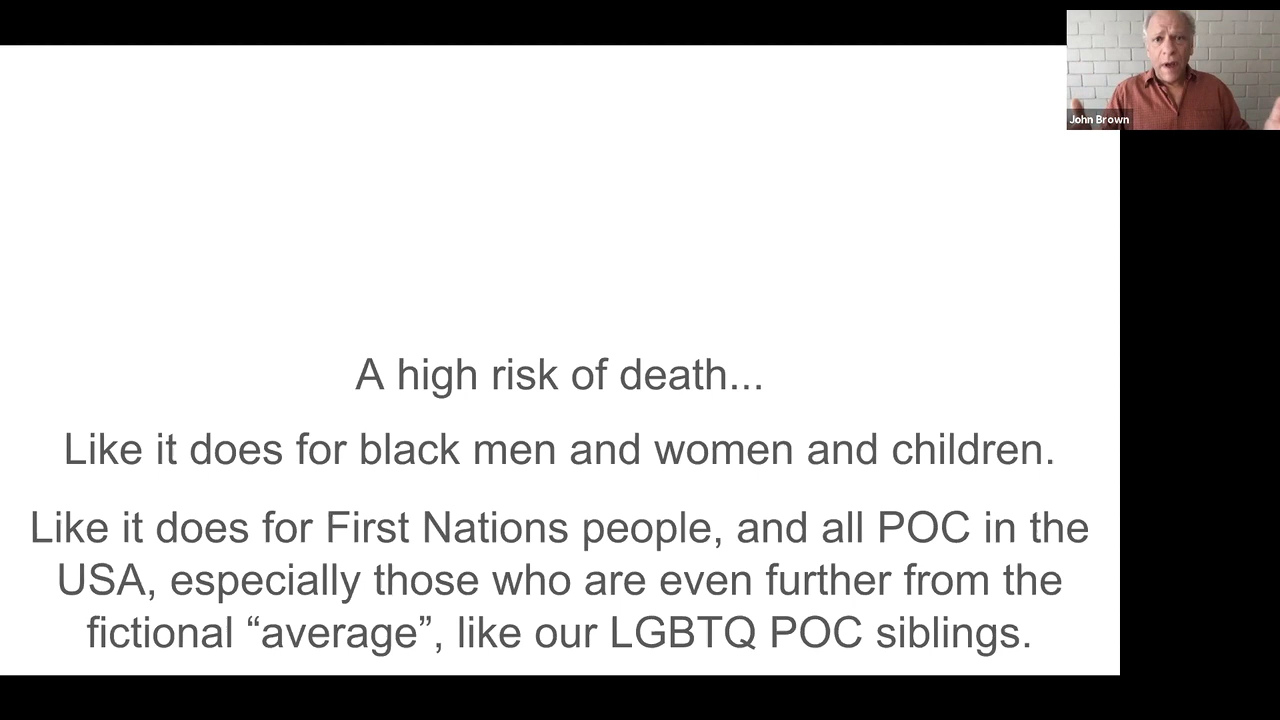 John Brown
A high risk of death...
Like it does for black men and women and children.
Like it does for First Nations people, and all POC in the
USA, especially those who are even further from the
fictional “average”, like our LGBTQ POC siblings.